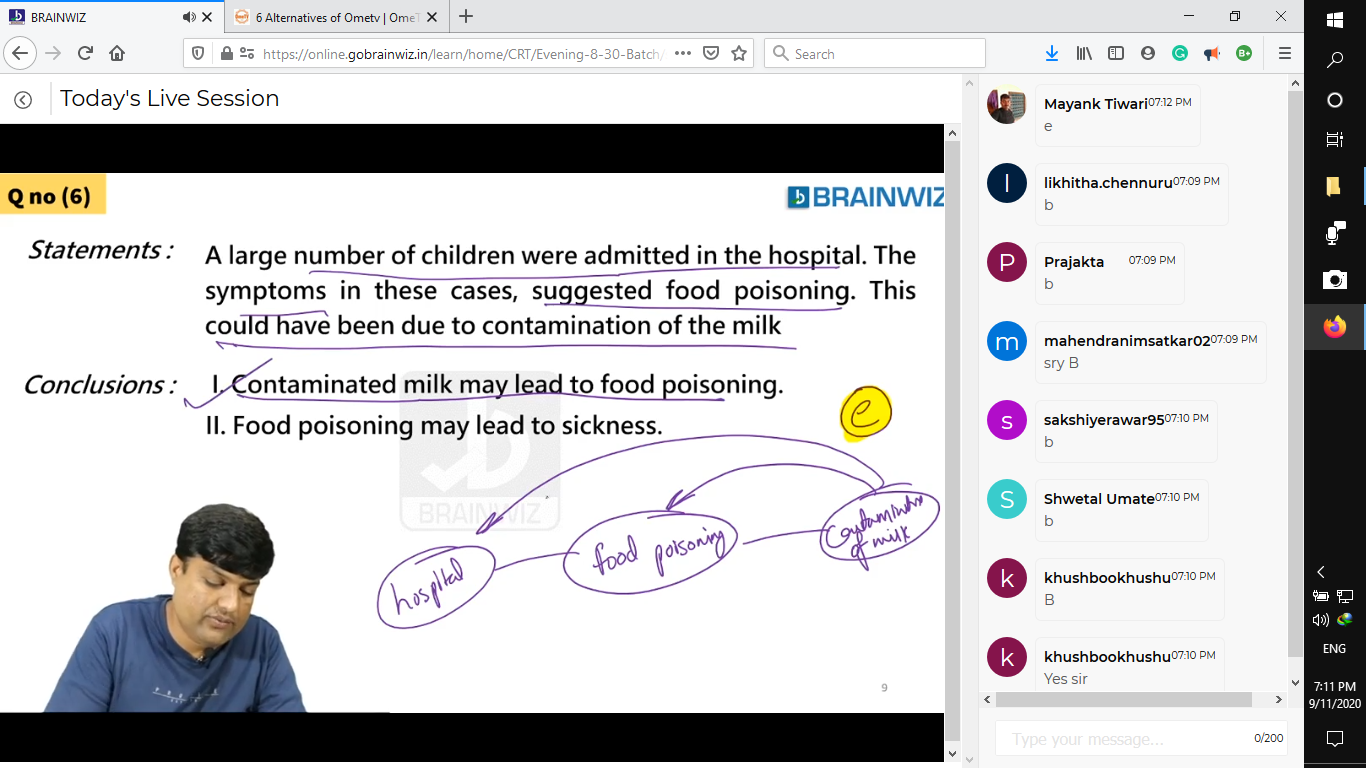 BRAINWIZ
6 Alternatives of Ometv | OmeT
https://online.gobrainwiz.in/learn/home/CRT/Evening-8-30-Batch/
Search
Today's Live Session
Q no (6)
BRAINWIZ
Statements :
A large number of children were admitted in the hospital. The
symptoms in these cases, suggested food poisoning. This
could have been due to contamination of the milk
Conclusions :
I. Contaminated milk may lead to food poisoning.
II. Food poisoning may lead to sickness.
e
BRAINWIZ
hospital
food poisoning
of milk
9
Mayank Tiwari 07:12 PM
e
likhitha.chennuru 07:09 PM
b
Prajakta 07:09 PM
b
mahendranimsatkar02 07:09 PM
sry B
sakshiyerawar95 07:10 PM
b
Shwetal Umate 07:10 PM
b
khushbookhushu 07:10 PM
B
khushbookhushu 07:10 PM
Yes sir
Type your message...
0/200
ENG
7:11 PM
9/11/2020